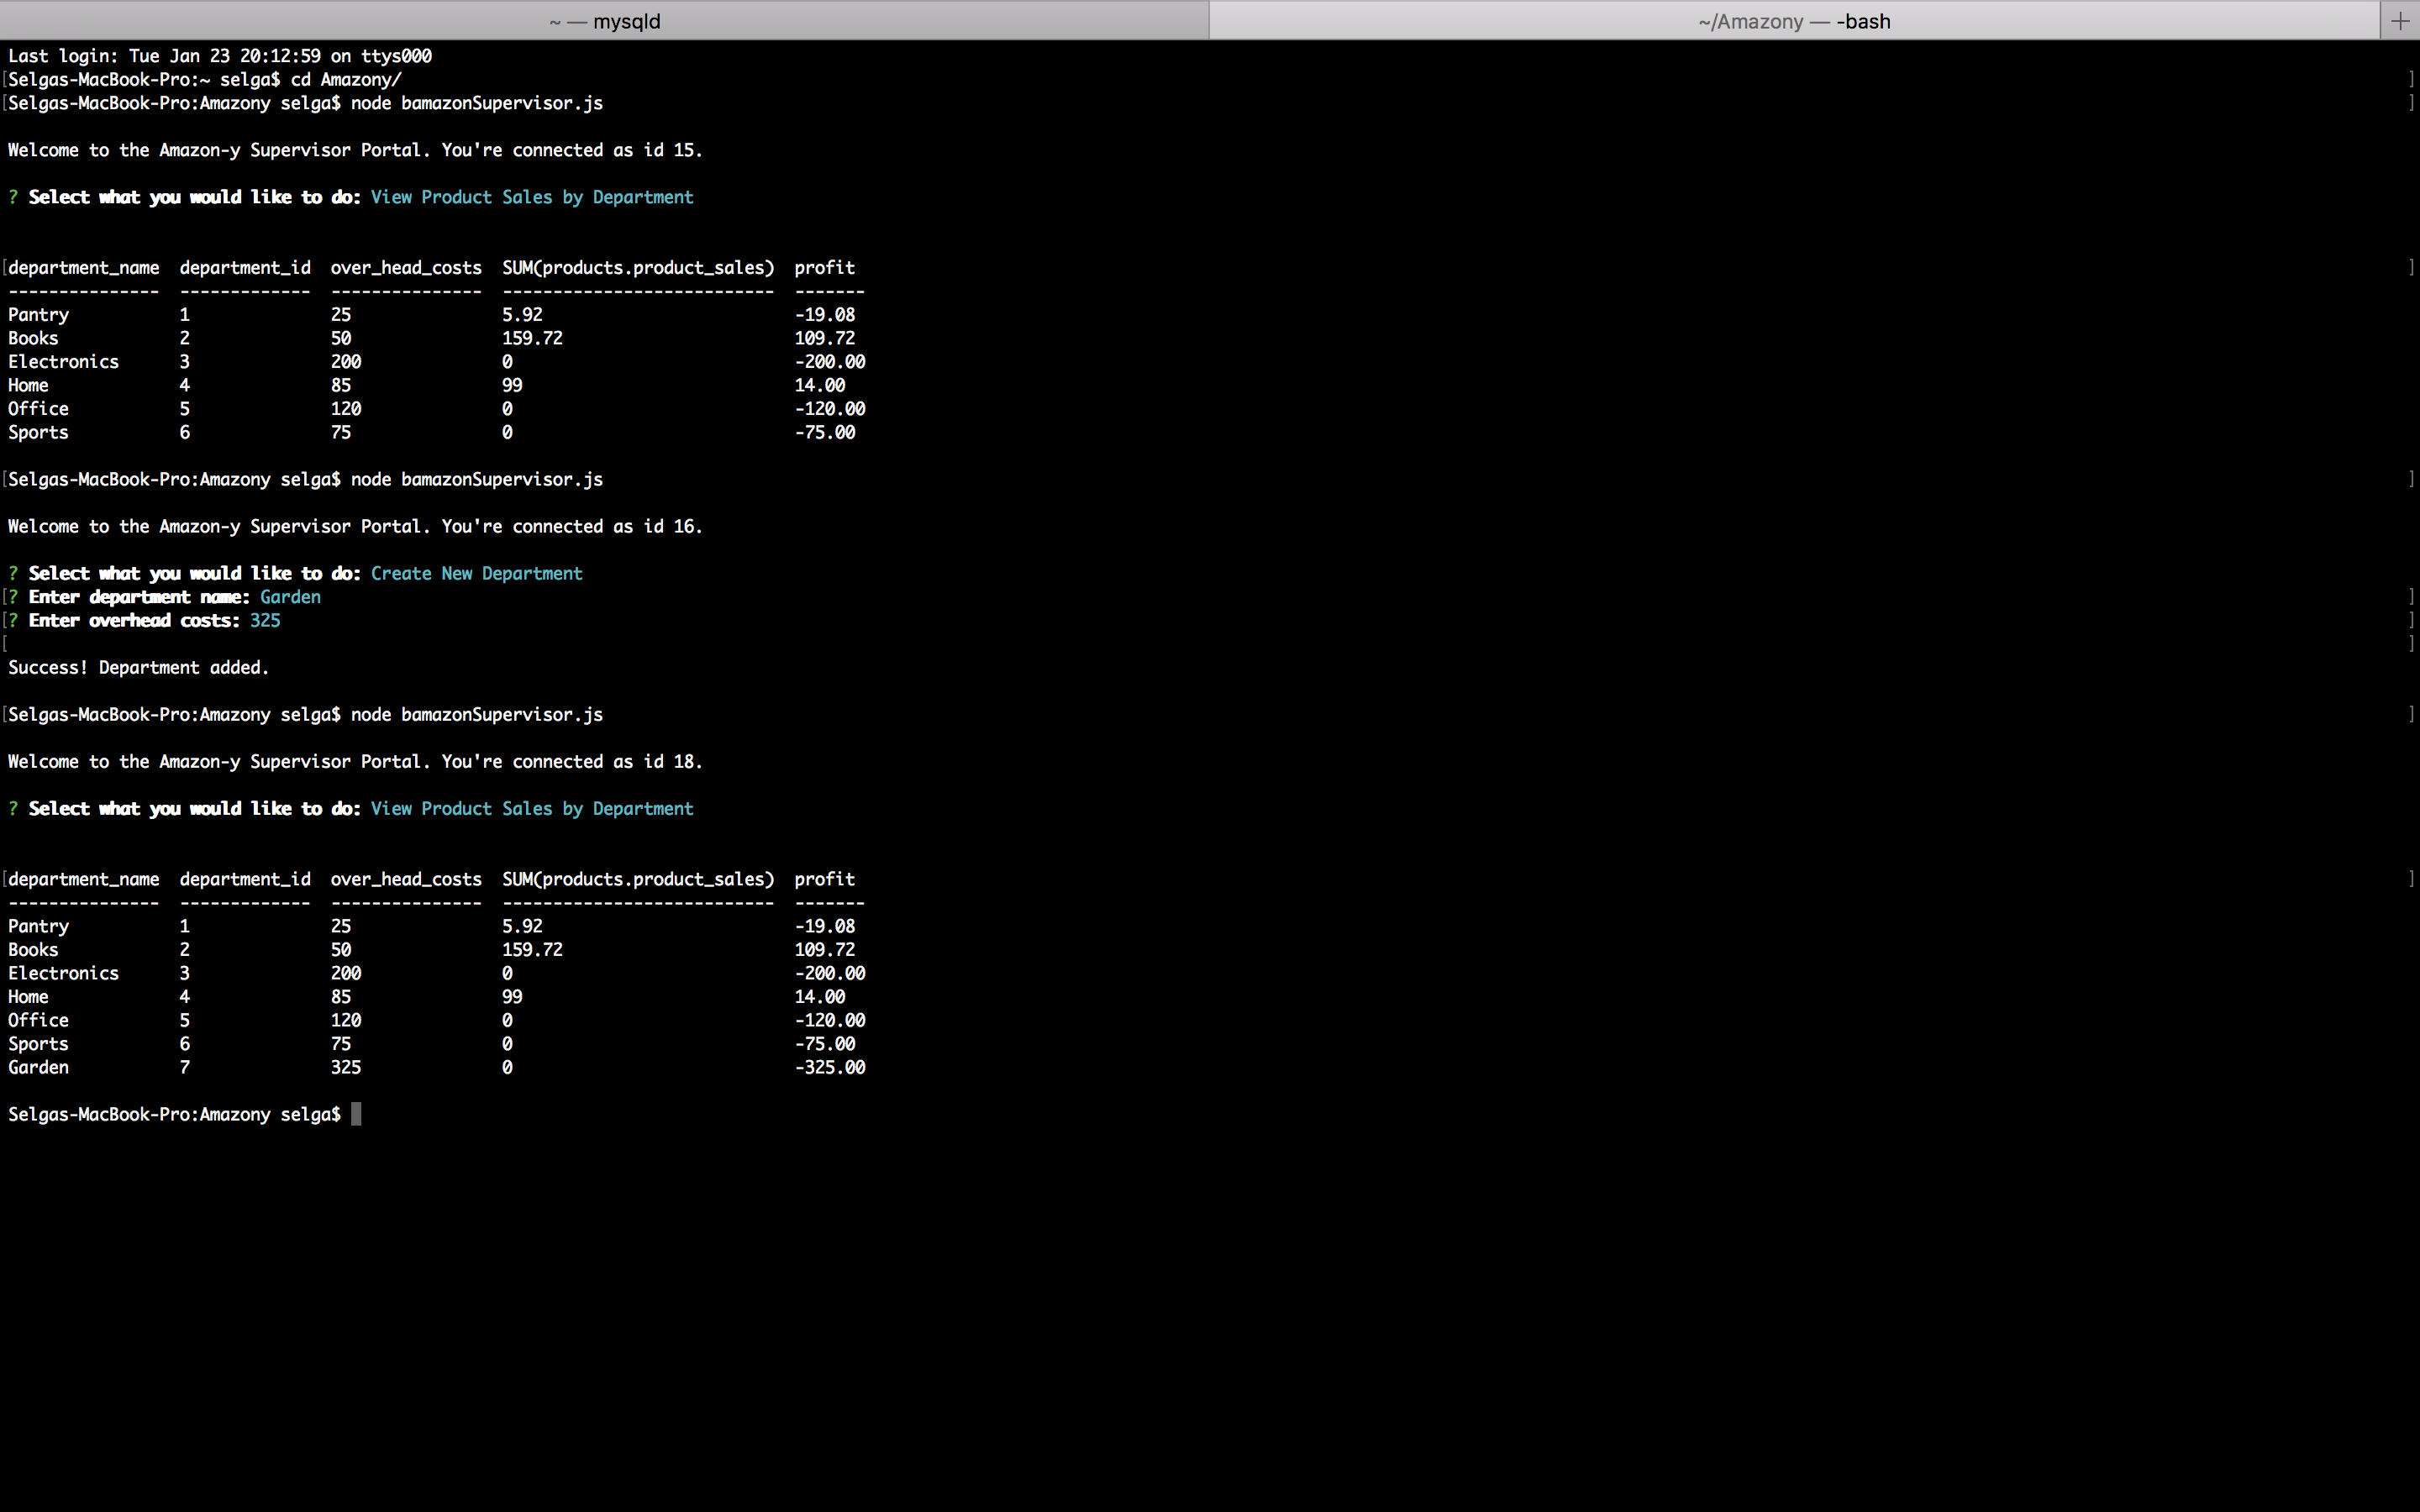 ~ — mysqld
~/Amazony — -bash
Last login: Tue Jan 23 20:12:59 on ttys000
[Selgas-MacBook-Pro:~ selga$ cd Amazony/ ]
[Selgas-MacBook-Pro:Amazony selga$ node bamazonSupervisor.js ]
Welcome to the Amazon-y Supervisor Portal. You're connected as id 15.
? Select what you would like to do: View Product Sales by Department
[department_name  department_id  over_head_costs  SUM(products.product_sales)  profit ]
---------------  -------------  ---------------  ---------------------------  -------
Pantry           1              25               5.92                         -19.08
Books            2              50               159.72                       109.72
Electronics      3              200              0                            -200.00
Home             4              85               99                           14.00
Office           5              120              0                            -120.00
Sports           6              75               0                            -75.00
[Selgas-MacBook-Pro:Amazony selga$ node bamazonSupervisor.js ]
Welcome to the Amazon-y Supervisor Portal. You're connected as id 16.
? Select what you would like to do: Create New Department
[? Enter department name: Garden ]
[? Enter overhead costs: 325 ]
[ ]
Success! Department added.
[Selgas-MacBook-Pro:Amazony selga$ node bamazonSupervisor.js ]
Welcome to the Amazon-y Supervisor Portal. You're connected as id 18.
? Select what you would like to do: View Product Sales by Department
[department_name  department_id  over_head_costs  SUM(products.product_sales)  profit ]
---------------  -------------  ---------------  ---------------------------  -------
Pantry           1              25               5.92                         -19.08
Books            2              50               159.72                       109.72
Electronics      3              200              0                            -200.00
Home             4              85               99                           14.00
Office           5              120              0                            -120.00
Sports           6              75               0                            -75.00
Garden           7              325              0                            -325.00
Selgas-MacBook-Pro:Amazony selga$